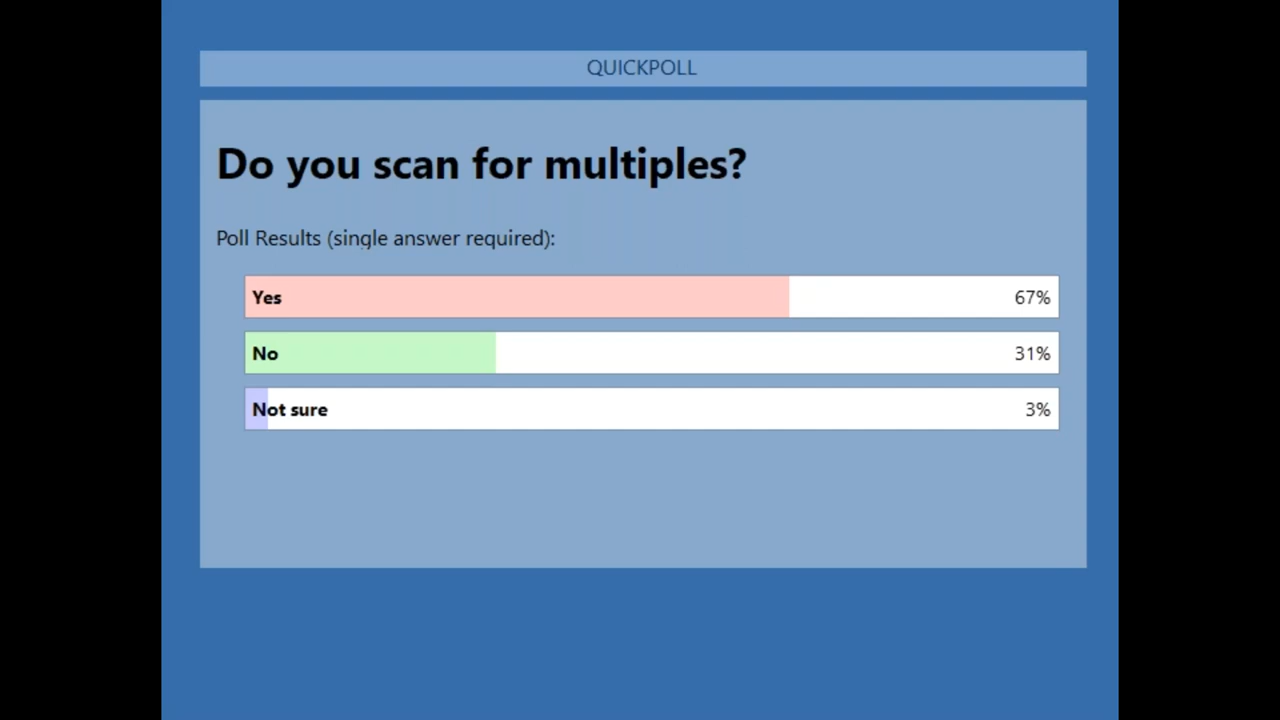 QUICKPOLL
Do you scan for multiples?
Poll Results (single answer required):
Yes 67%
No 31%
Not sure 3%